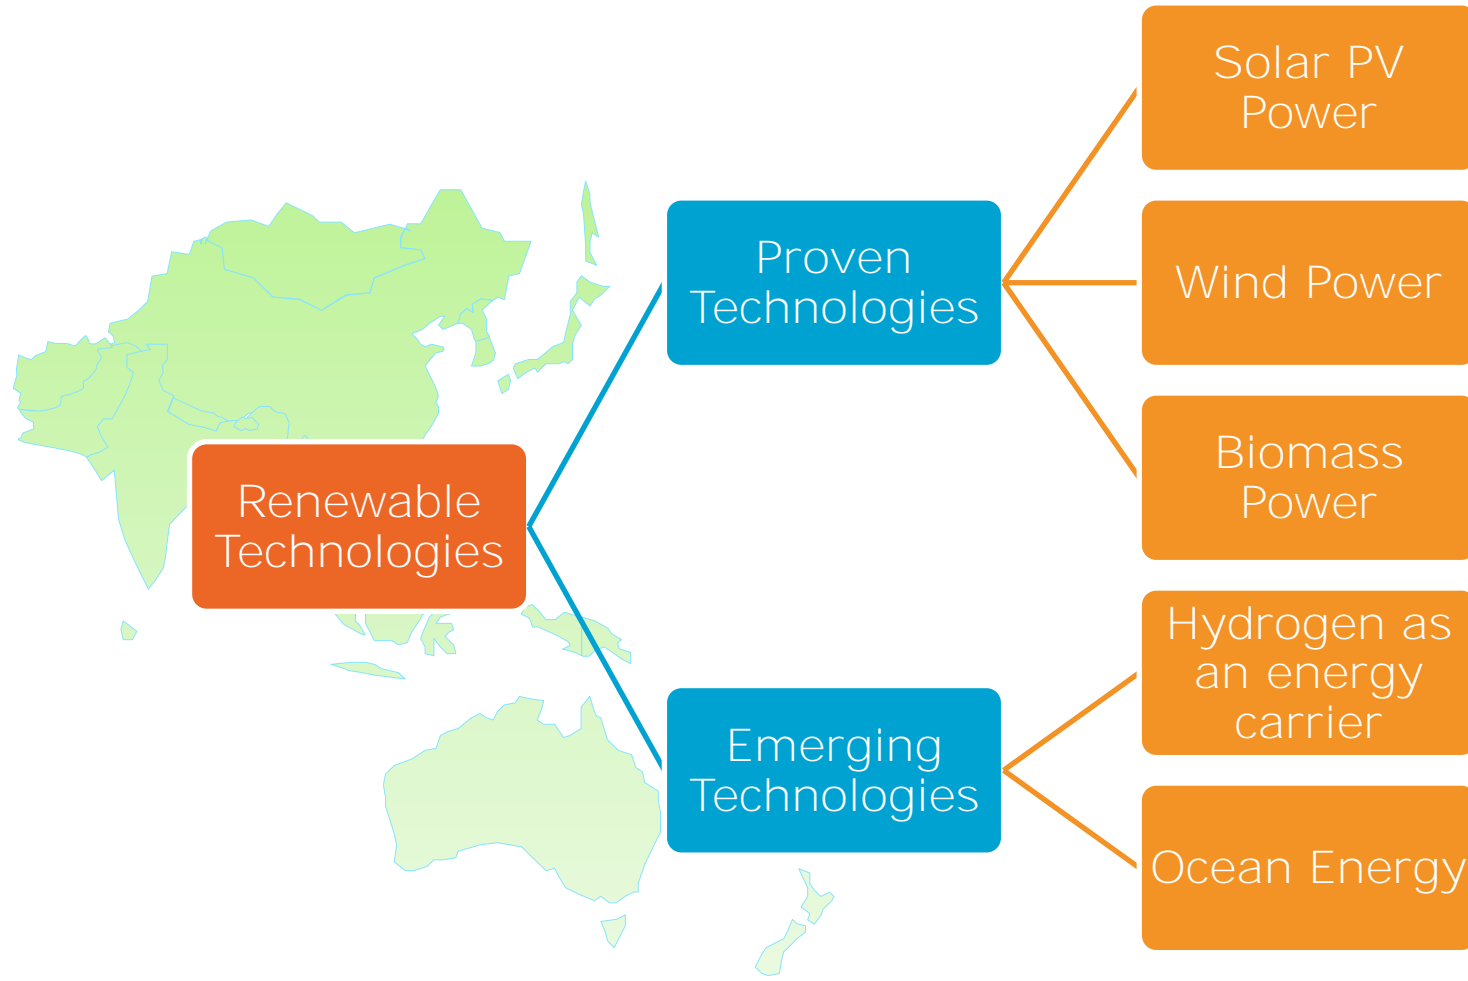 Renewable
Technologies
Proven
Technologies
Solar PV
Power
Wind Power
Biomass
Power
Emerging
Technologies
Hydrogen as
an energy
carrier
Ocean Energy